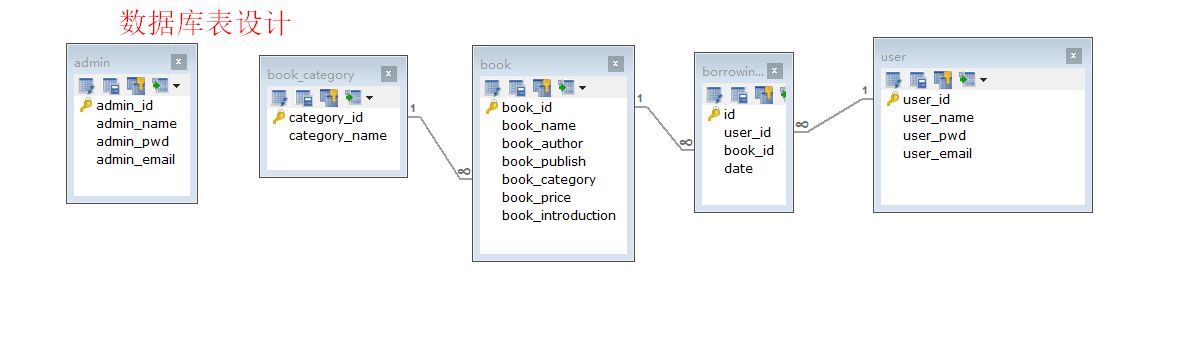 数据库表设计
admin
admin_id
admin_name
admin_pwd
admin_email
book_category
category_id
category_name
1
∞
book
book_id
book_name
book_author
book_publish
book_category
book_price
book_introduction
1
∞
borrowin...
id
user_id
book_id
date
∞
1
user
user_id
user_name
user_pwd
user_email